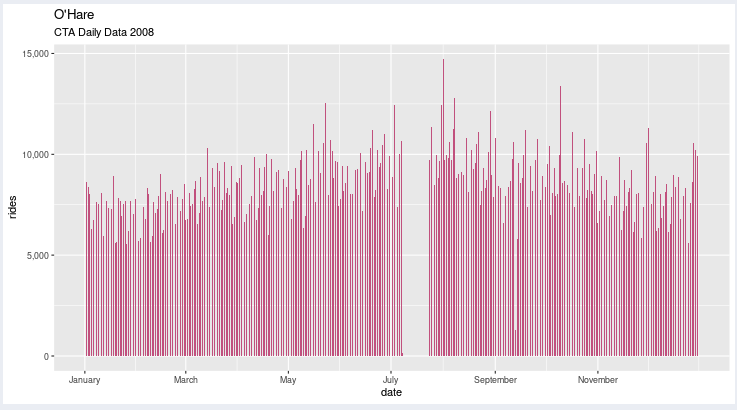 O'Hare
CTA Daily Data 2008
15,000
10,000
5,000
0
rides
January March May July September November
date